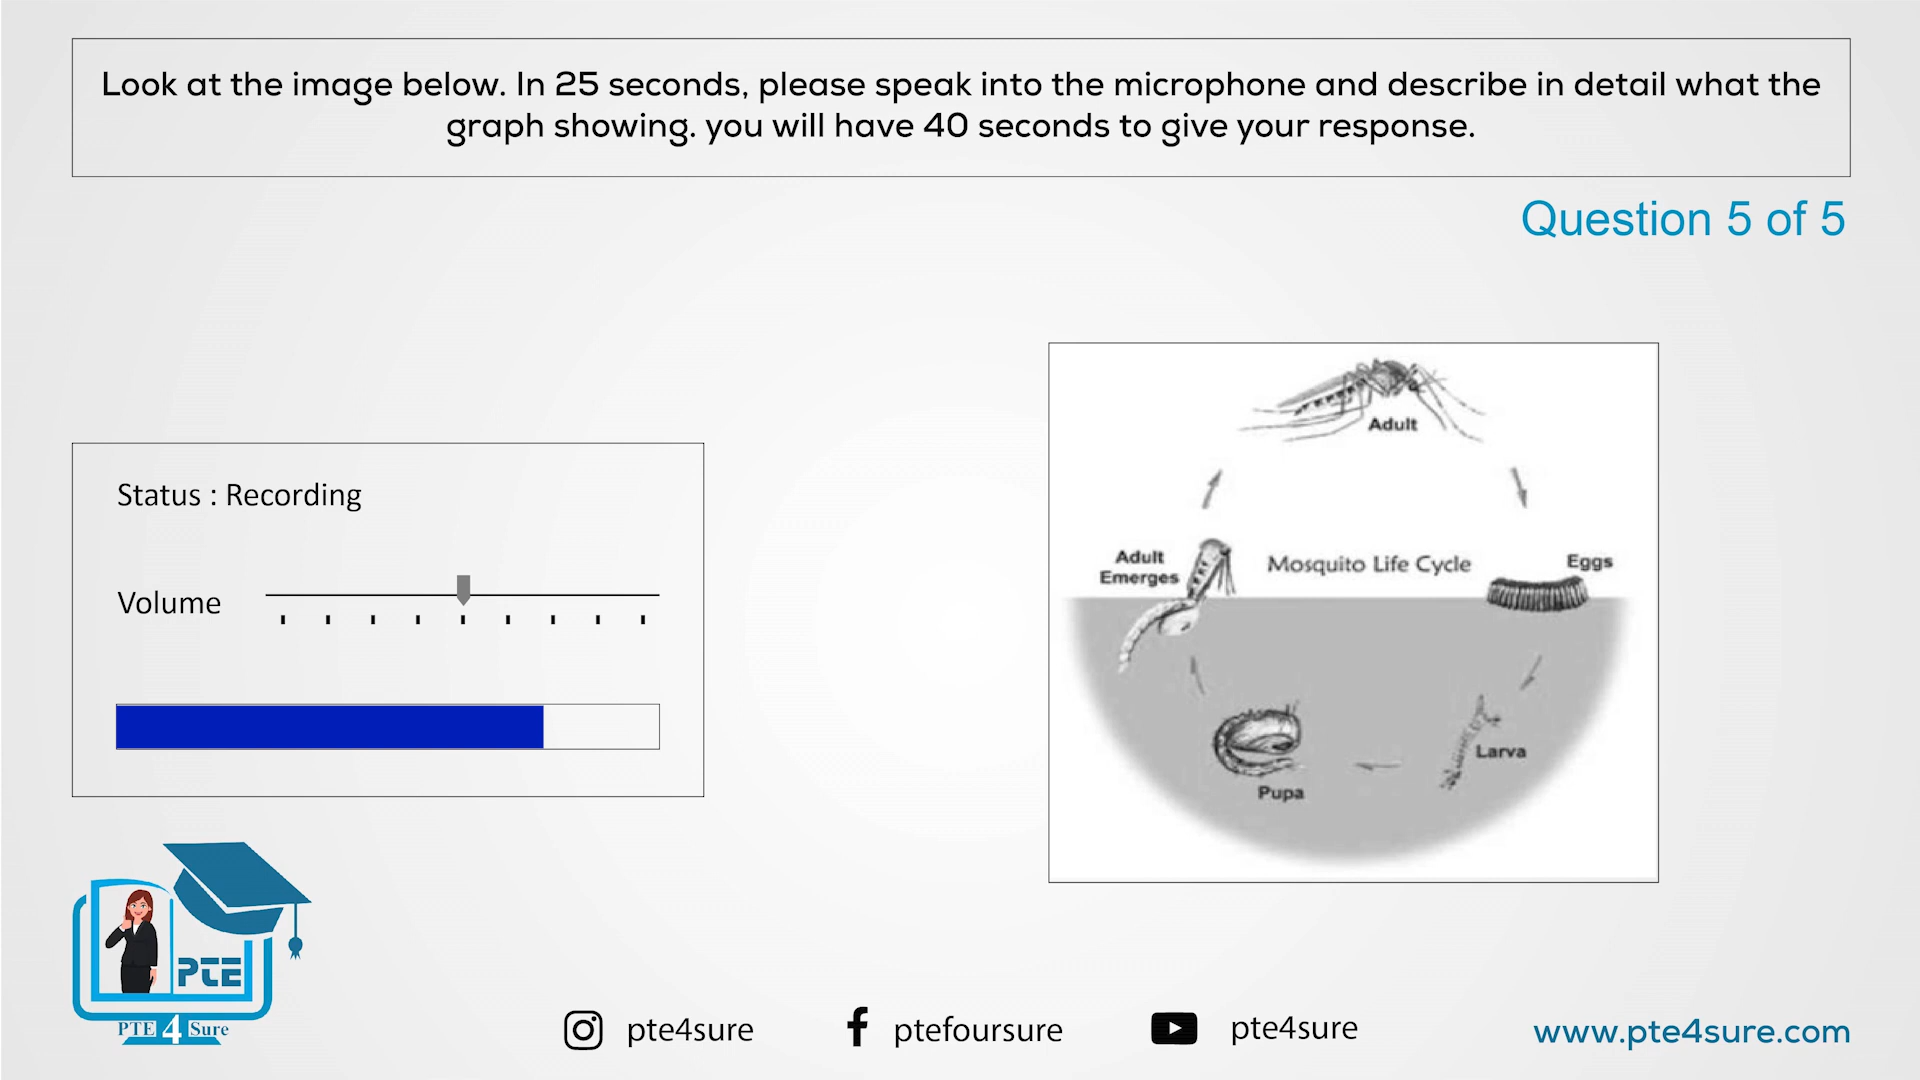 Look at the image below. In 25 seconds, please speak into the microphone and describe in detail what the
graph showing. you will have 40 seconds to give your response.
Question 5 of 5
Status : Recording
Volume
Adult
Adult
Emerges
Mosquito Life Cycle
Eggs
Larva
Pupa
PTE
PTE 4 Sure
pte4sure
ptefoursure
pte4sure
www.pte4sure.com